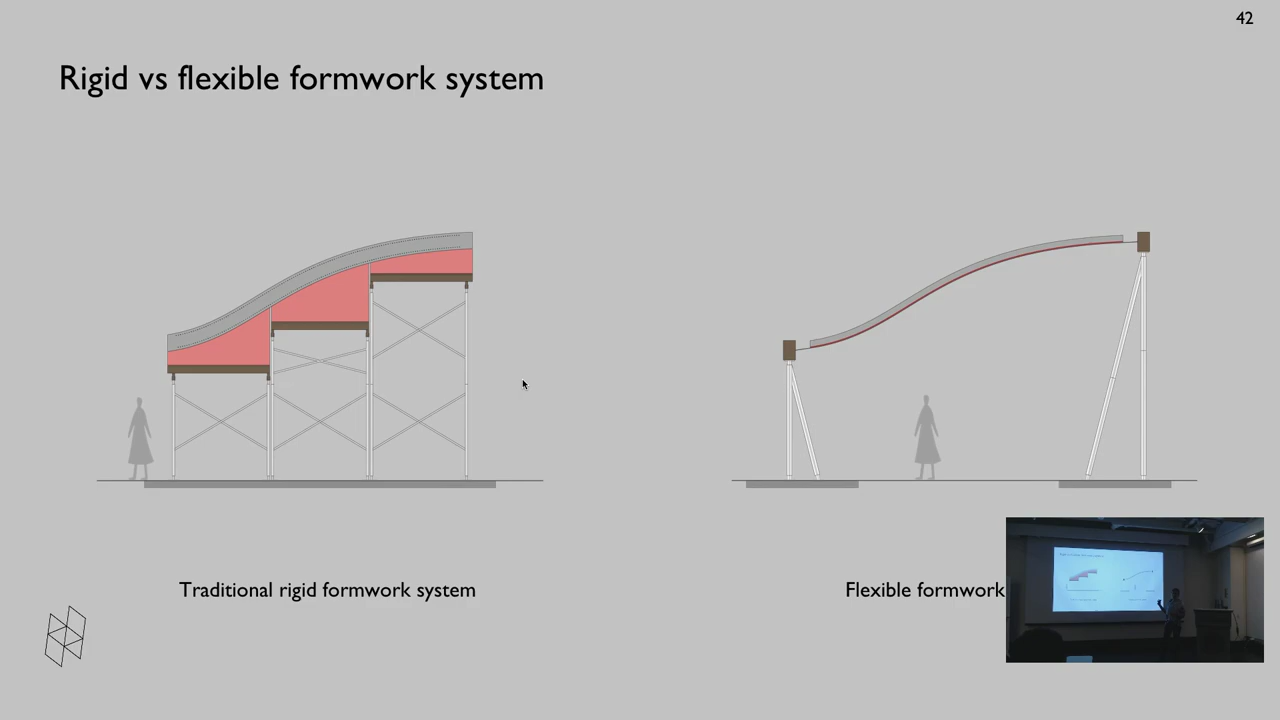 42
Rigid vs flexible formwork system
Traditional rigid formwork system
Flexible formwork